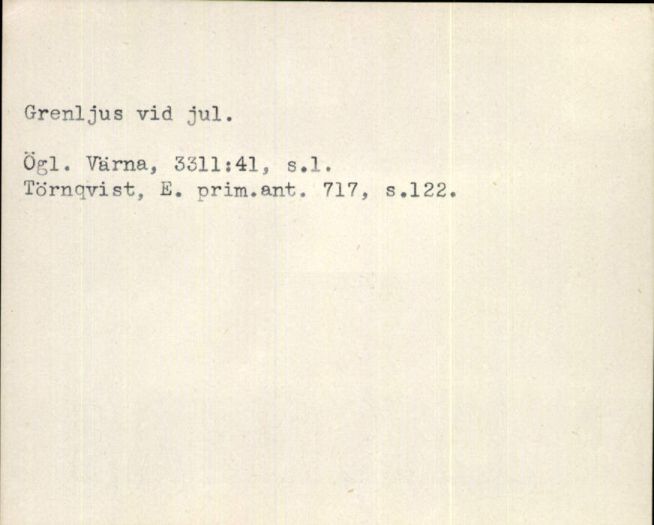 Grenljus vid jul.
Ögl. Värna, 3311:41, s.1.
Törnqvist, E. prim.ant. 717, s.122.